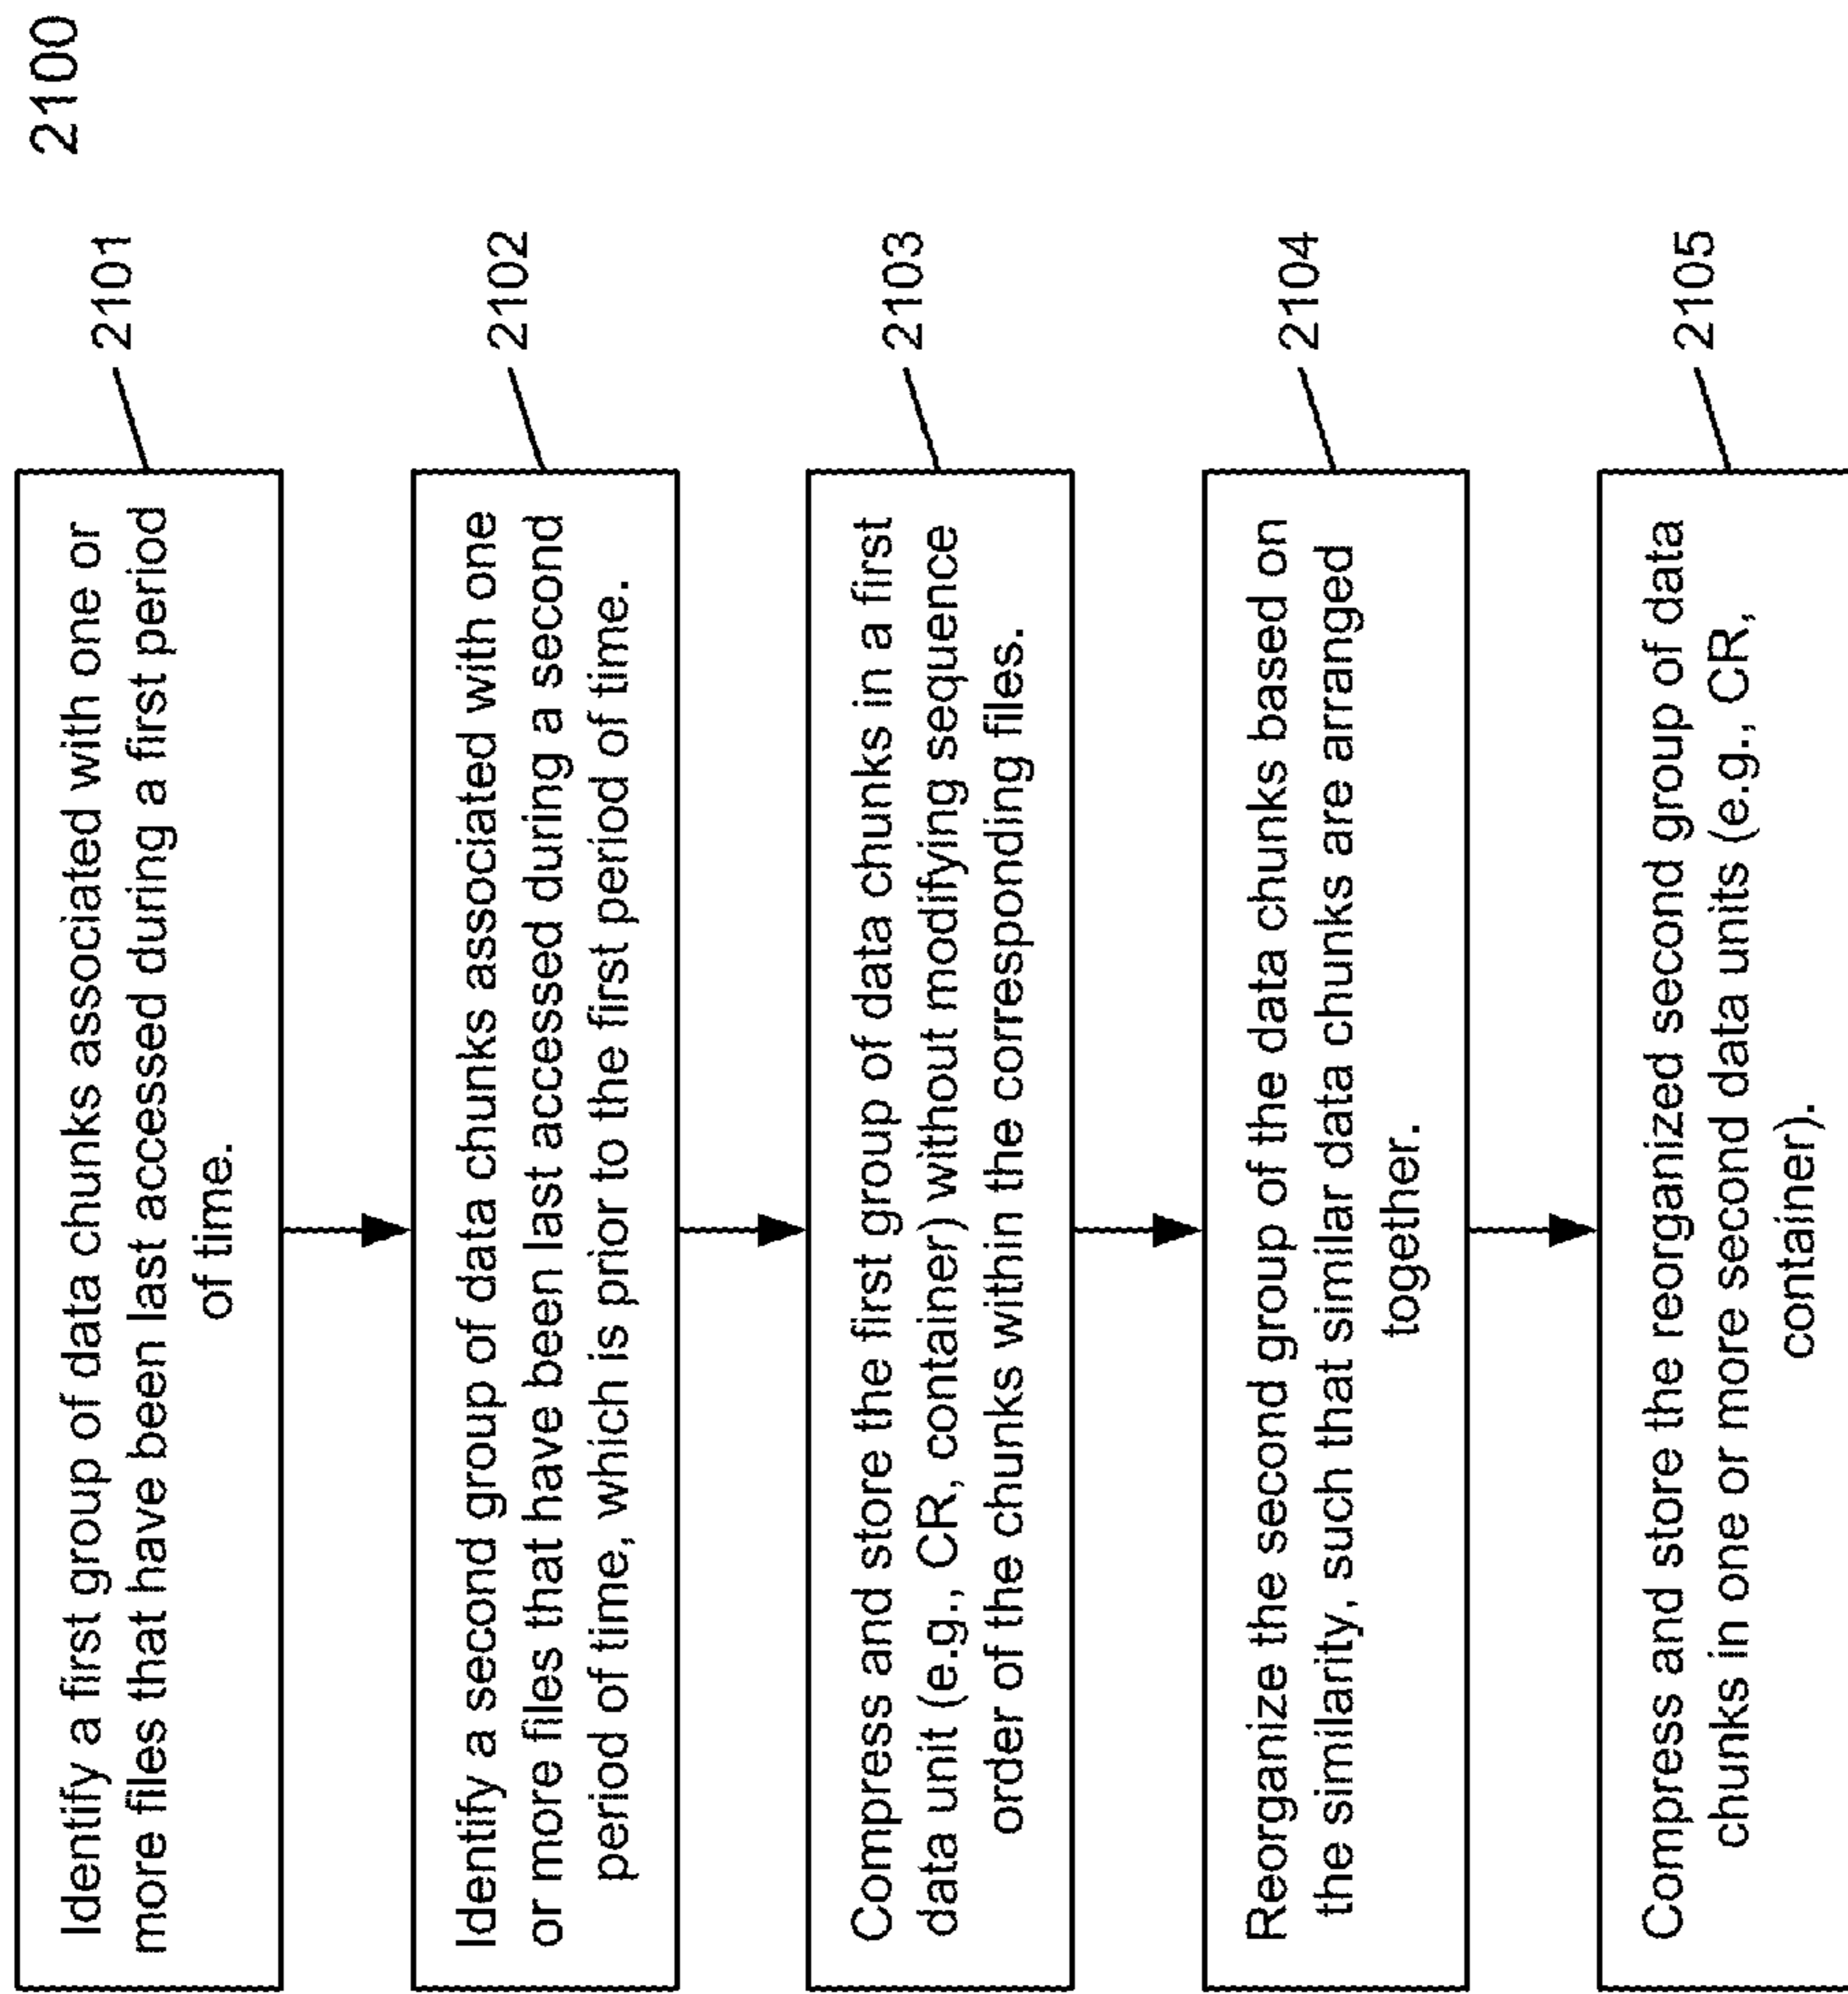 2100
Identify a first group of data chunks associated with one or
more files that have been last accessed during a first period
of time.
2101
Identify a second group of data chunks associated with one
or more files that have been last accessed during a second
period of time, which is prior to the first period of time.
2102
Compress and store the first group of data chunks in a first
data unit (e.g., CR, container) without modifying sequence
order of the chunks within the corresponding files.
2103
Reorganize the second group of the data chunks based on
the similarity, such that similar data chunks are arranged
together.
2104
Compress and store the reorganized second group of data
chunks in one or more second data units (e.g., CR,
container).
2105